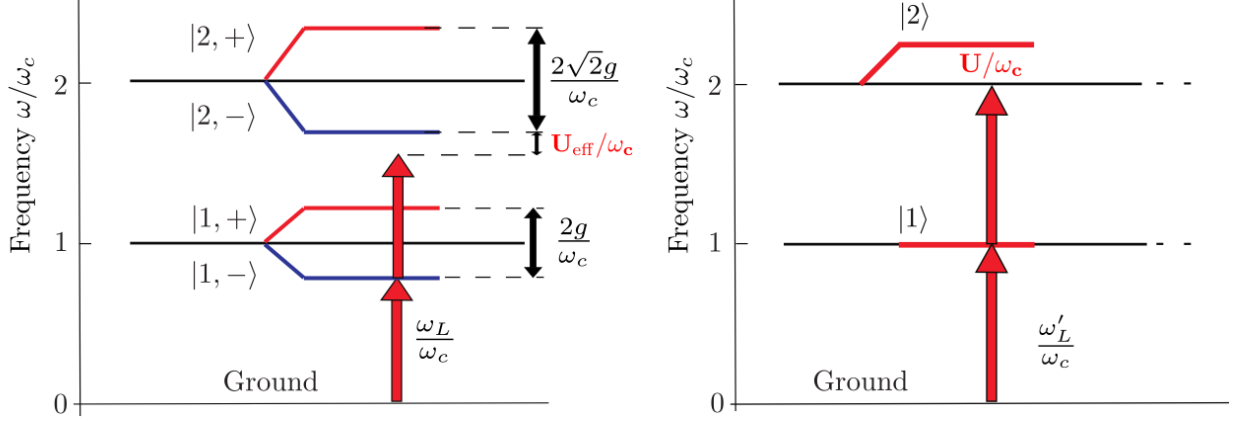 Frequency ω/ω_c
2
1
0
|2, +⟩
|2, −⟩
2√2g/ω_c
U_eff/ω_c
|1, +⟩
|1, −⟩
2g/ω_c
ω_L/ω_c
Ground
Frequency ω/ω_c
2
1
0
|2⟩
U/ω_c
|1⟩
ω′_L/ω_c
Ground